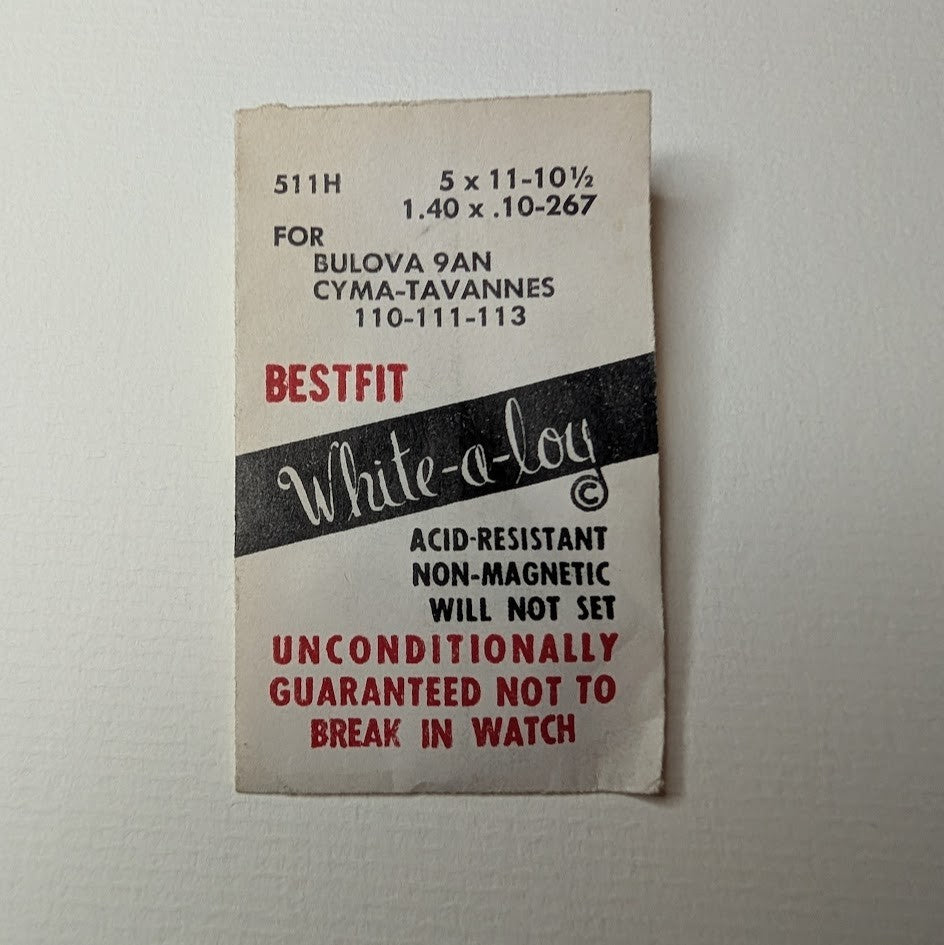 511H 5 x 11-10½
1.40 x .10-267
FOR
BULOVA 9AN
CYMA-TAVANNES
110-111-113
BESTFIT
White-a-loy
©
ACID-RESISTANT
NON-MAGNETIC
WILL NOT SET
UNCONDITIONALLY
GUARANTEED NOT TO
BREAK IN WATCH